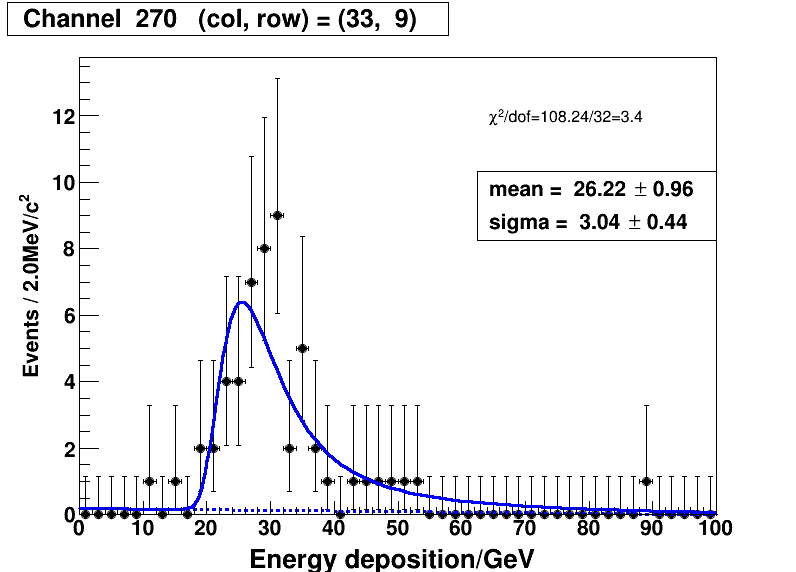 Channel 270 (col, row) = (33, 9)
χ²/dof=108.24/32=3.4
mean = 26.22 ± 0.96
sigma = 3.04 ± 0.44
Events / 2.0MeV/c²
12
10
8
6
4
2
0
0 10 20 30 40 50 60 70 80 90 100
Energy deposition/GeV